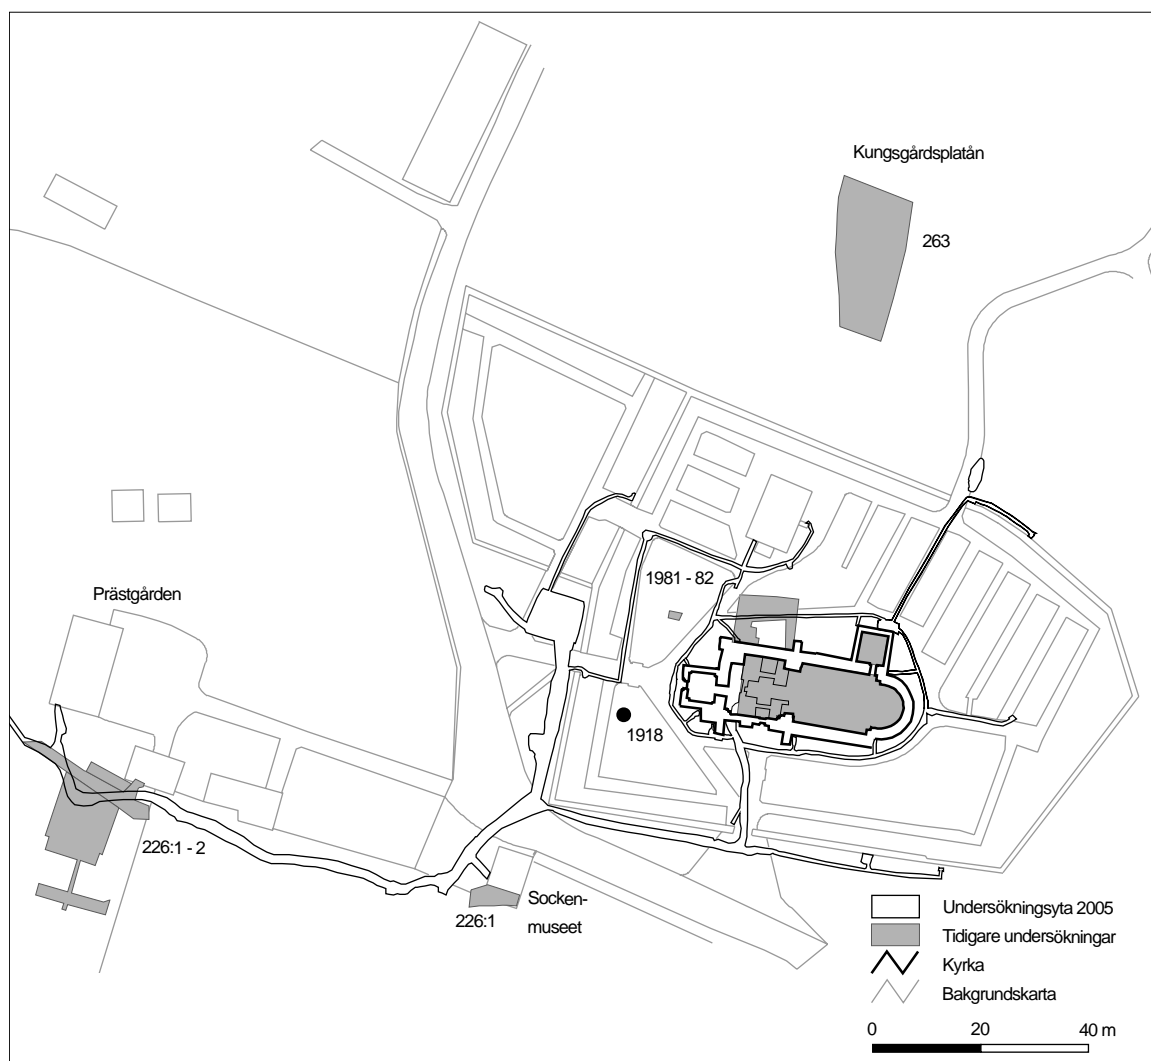 Kungsgårdsplatån
263
1981 - 82
Prästgården
1918
226:1 - 2
Socken-
museet
226:1
Undersökningsyta 2005
Tidigare undersökningar
Kyrka
Bakgrundskarta
0 20 40 m